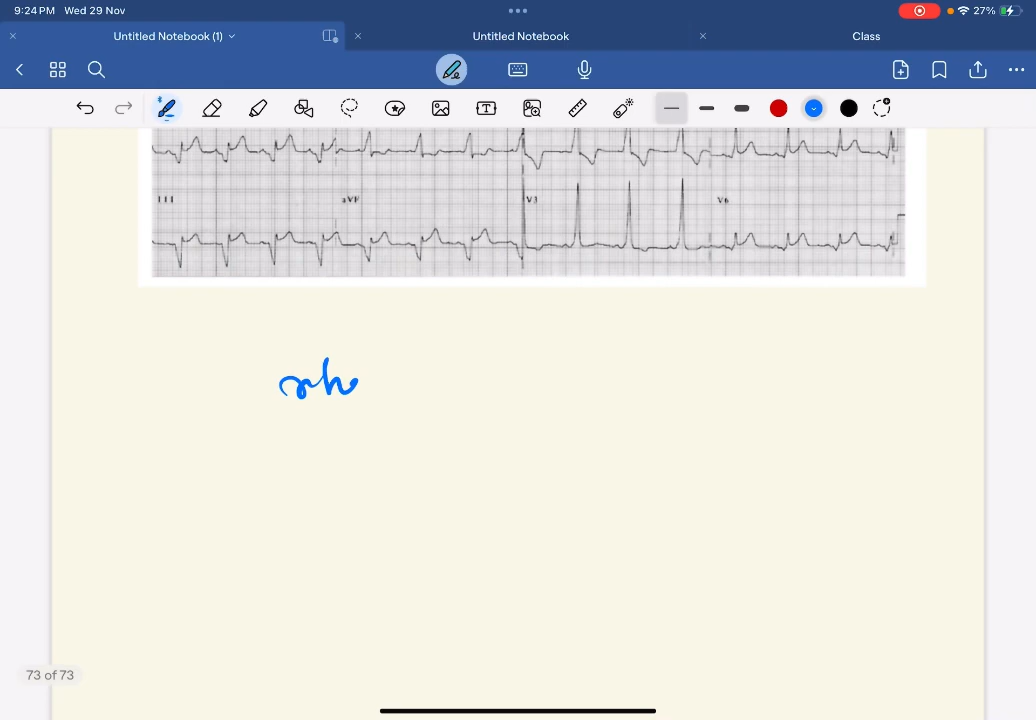 9:24 PM Wed 29 Nov
27%
Untitled Notebook (1)
Untitled Notebook
Class
III
aVF
V3
V6
73 of 73